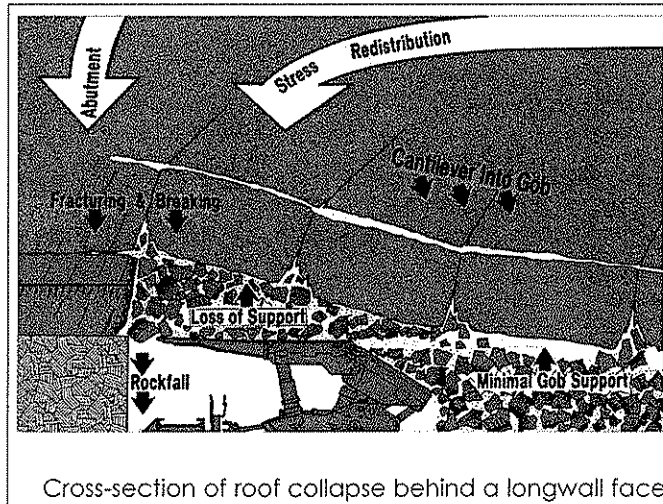 Abutment
Stress Redistribution
Cantilever Into Gob
Fracturing & Breaking
Loss of Support
Rockfall
Minimal Gob Support
Cross-section of roof collapse behind a longwall face